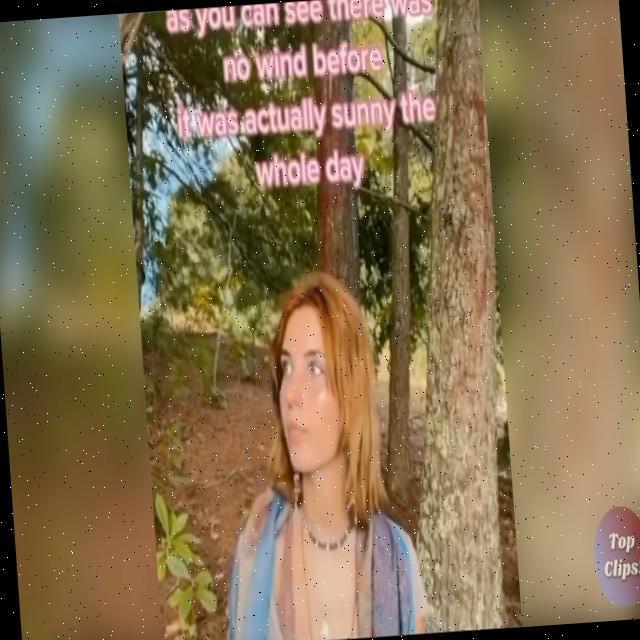 as you can see there was
no wind before
it was actually sunny the
whole day
Top
Clips